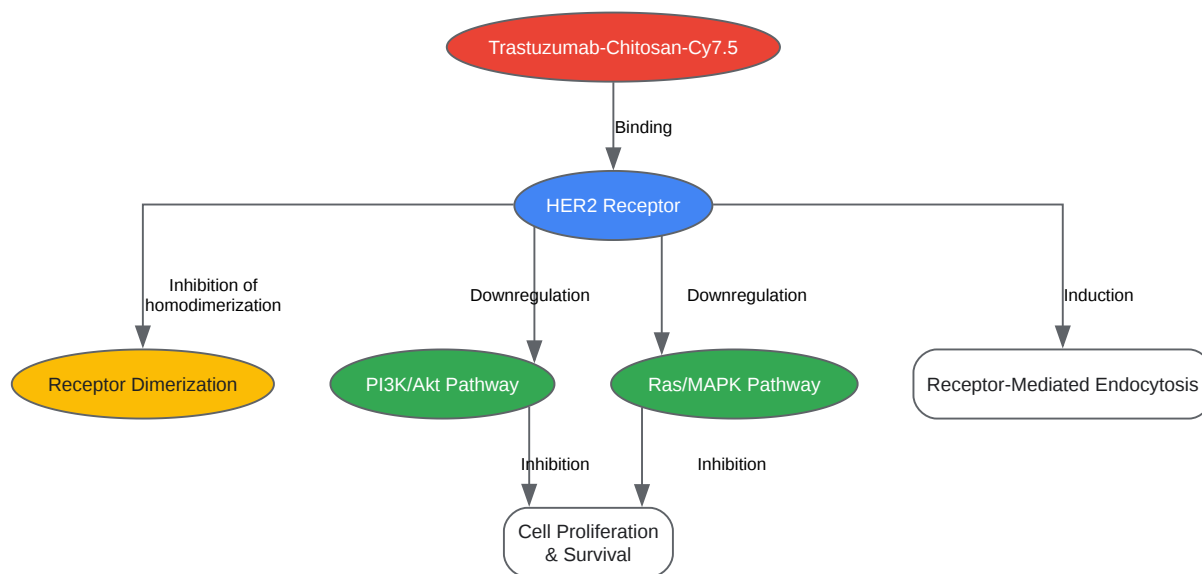 Trastuzumab-Chitosan-Cy7.5
Binding
HER2 Receptor
Inhibition of
homodimerization
Downregulation
Downregulation
Induction
Receptor Dimerization
PI3K/Akt Pathway
Ras/MAPK Pathway
Receptor-Mediated Endocytosis
Inhibition
Inhibition
Cell Proliferation
& Survival